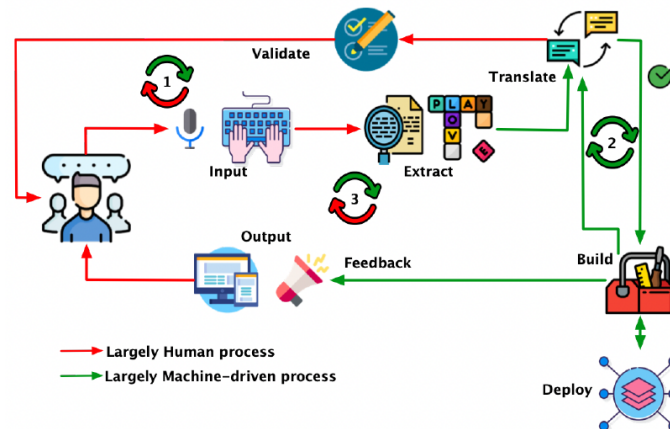 Validate
Translate
1
2
PLAY
O
V
E
Input
Extract
3
Output
Feedback
Build
Largely Human process
Largely Machine-driven process
Deploy